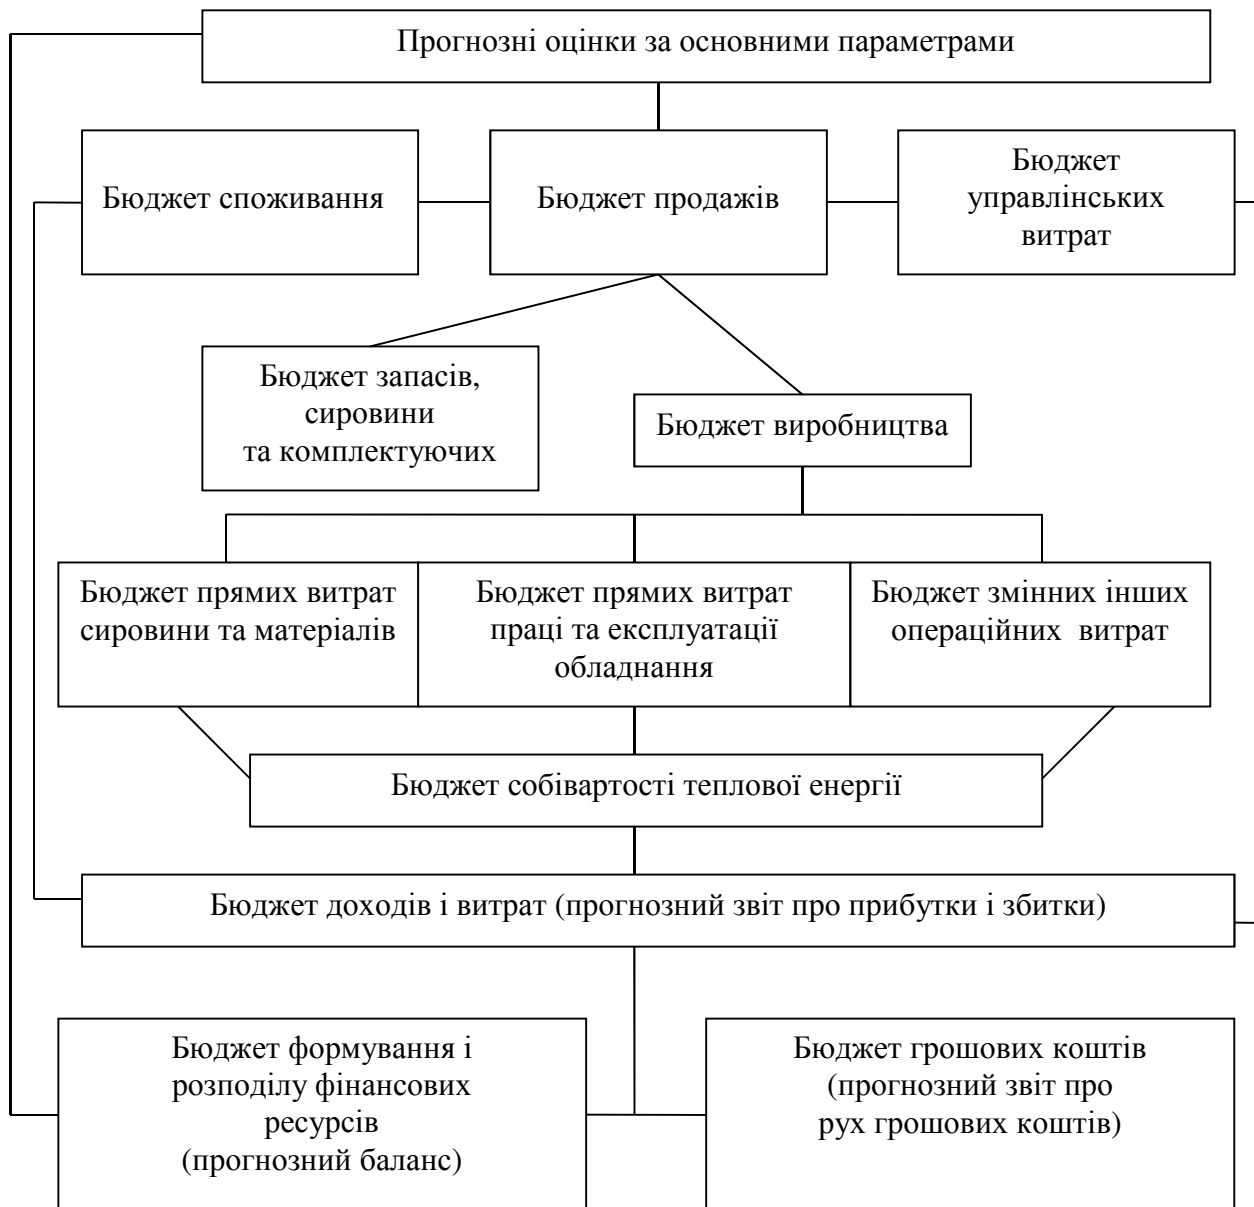 Прогнозні оцінки за основними параметрами
Бюджет споживання
Бюджет продажів
Бюджет
управлінських
витрат
Бюджет запасів,
сировини
та комплектуючих
Бюджет виробництва
Бюджет прямих витрат
сировини та матеріалів
Бюджет прямих витрат
праці та експлуатації
обладнання
Бюджет змінних інших
операційних витрат
Бюджет собівартості теплової енергії
Бюджет доходів і витрат (прогнозний звіт про прибутки і збитки)
Бюджет формування і
розподілу фінансових
ресурсів
(прогнозний баланс)
Бюджет грошових коштів
(прогнозний звіт про
рух грошових коштів)